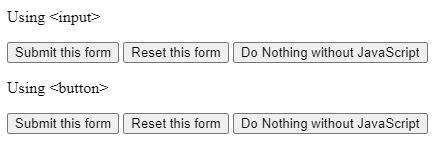 Using <input>
Submit this form Reset this form Do Nothing without JavaScript
Using <button>
Submit this form Reset this form Do Nothing without JavaScript